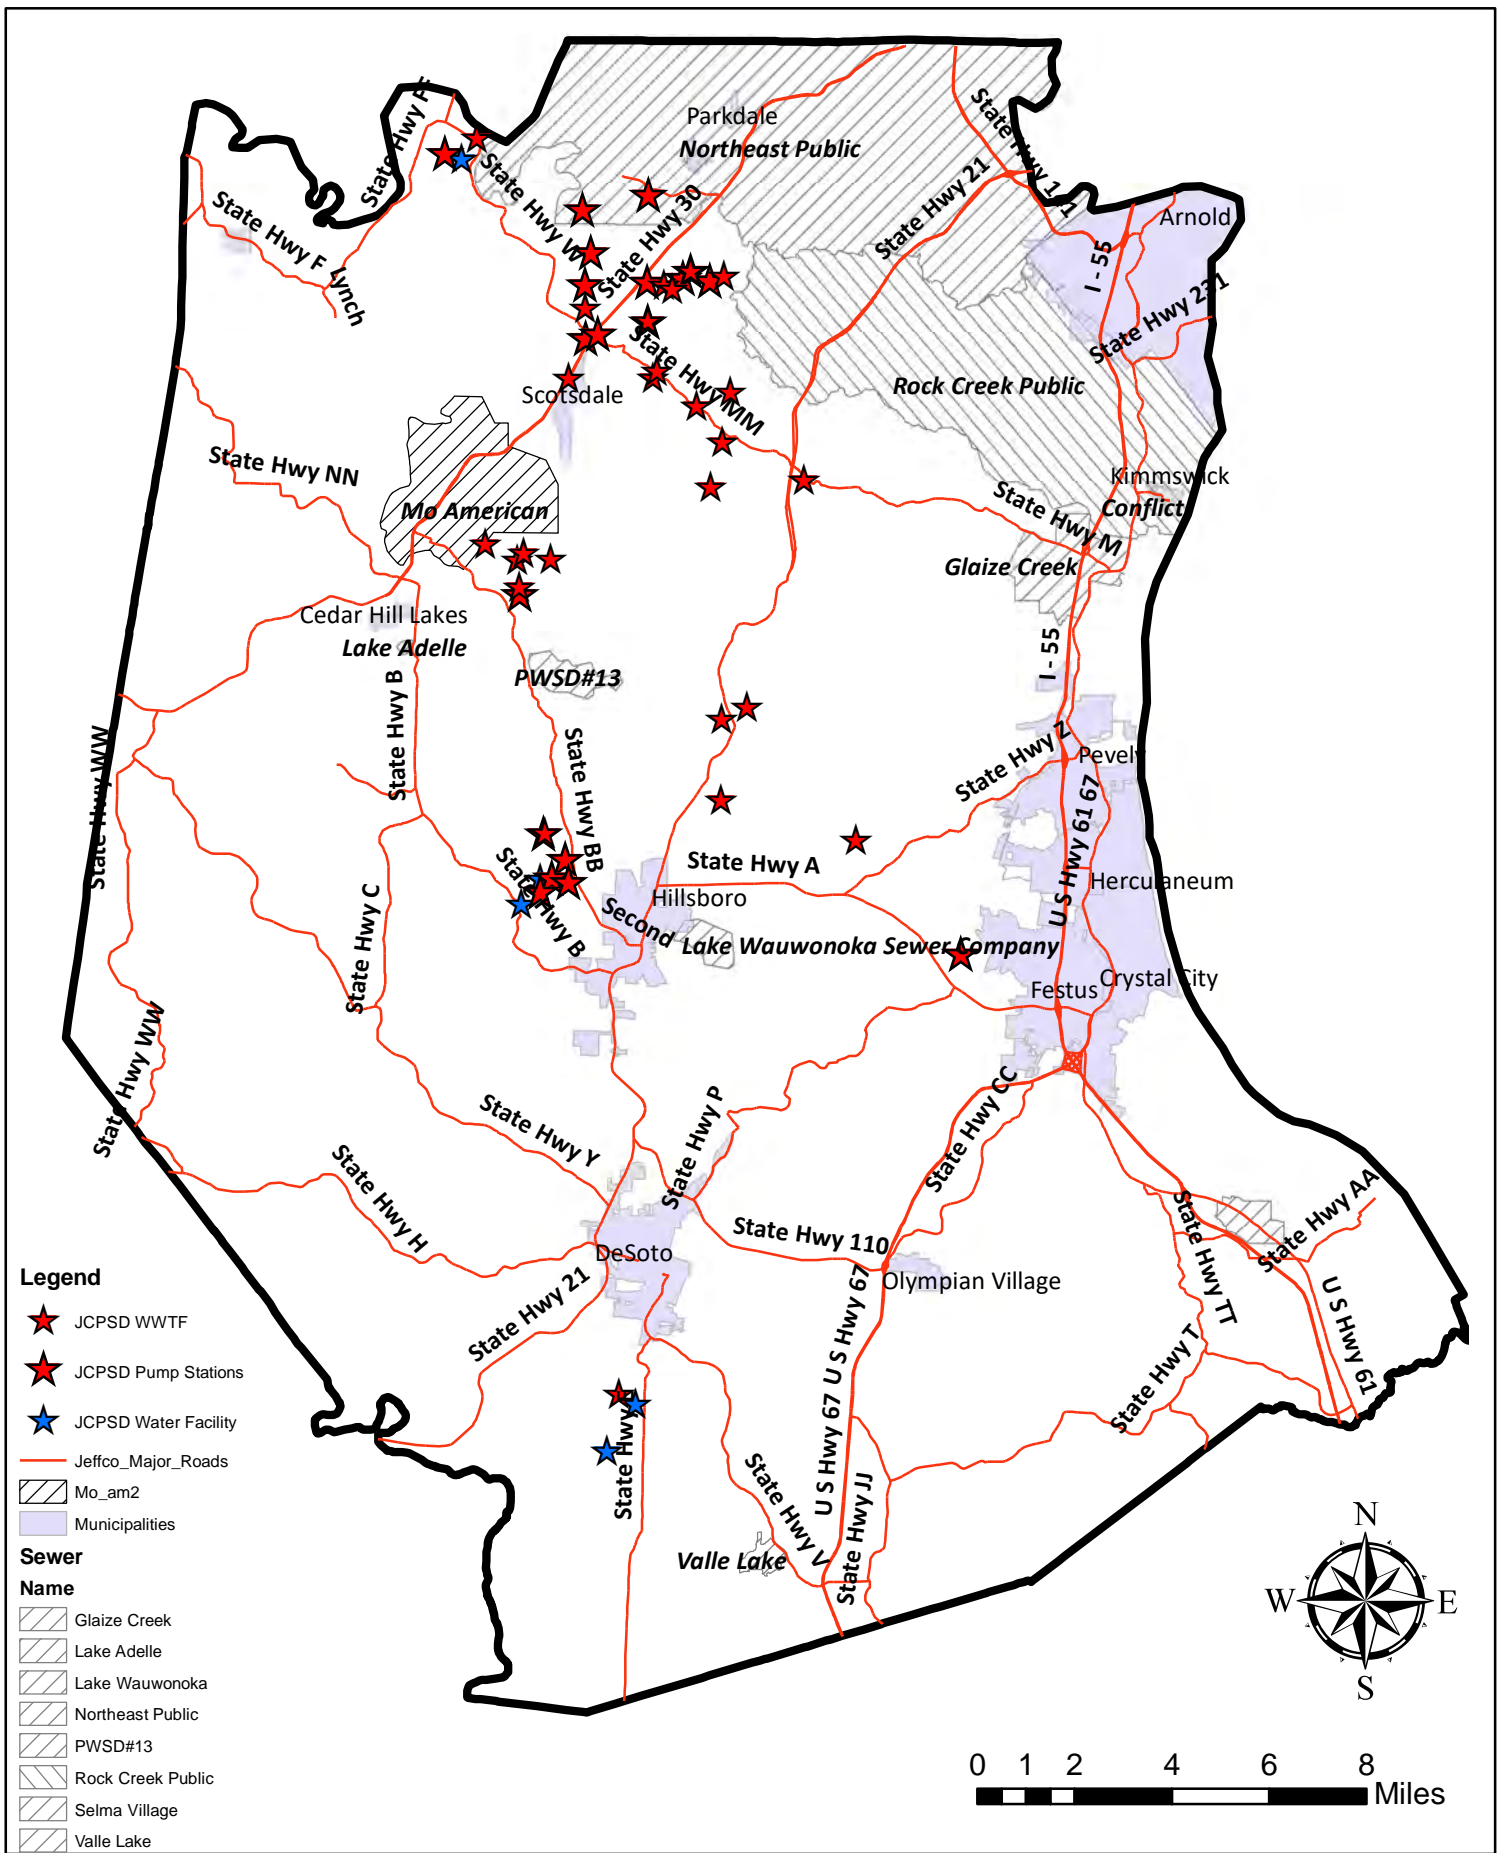 Parkdale
Northeast Public
State Hwy PF
State Hwy 141
State Hwy W
State Hwy 30
State Hwy 21
Arnold
State Hwy F
Lynch
I - 55
State Hwy 231
State Hwy MM
Scotsdale
Rock Creek Public
State Hwy NN
Mo American
Kimmswick
Conflict
State Hwy M
Glaize Creek
Cedar Hill Lakes
Lake Adelle
PWSD#13
I - 55
State Hwy B
State Hwy WW
State Hwy BB
State Hwy Z
Pevely
U S Hwy 61 67
State Hwy A
Herculaneum
Hillsboro
State Hwy B
State Hwy C
Second
Lake Wauwonoka Sewer Company
Crystal City
Festus
State Hwy WW
State Hwy CC
State Hwy P
State Hwy Y
State Hwy H
State Hwy 110
State Hwy AA
State Hwy TT
DeSoto
Olympian Village
State Hwy 21
U S Hwy 67
U S Hwy 61
State Hwy T
State Hwy
U S Hwy 67
State Hwy V
State Hwy JJ
Valle Lake
Legend
JCPSD WWTF
JCPSD Pump Stations
JCPSD Water Facility
Jeffco_Major_Roads
Mo_am2
Municipalities
Sewer
Name
Glaize Creek
Lake Adelle
Lake Wauwonoka
Northeast Public
PWSD#13
Rock Creek Public
Selma Village
Valle Lake
N
W E
S
0 1 2 4 6 8
Miles